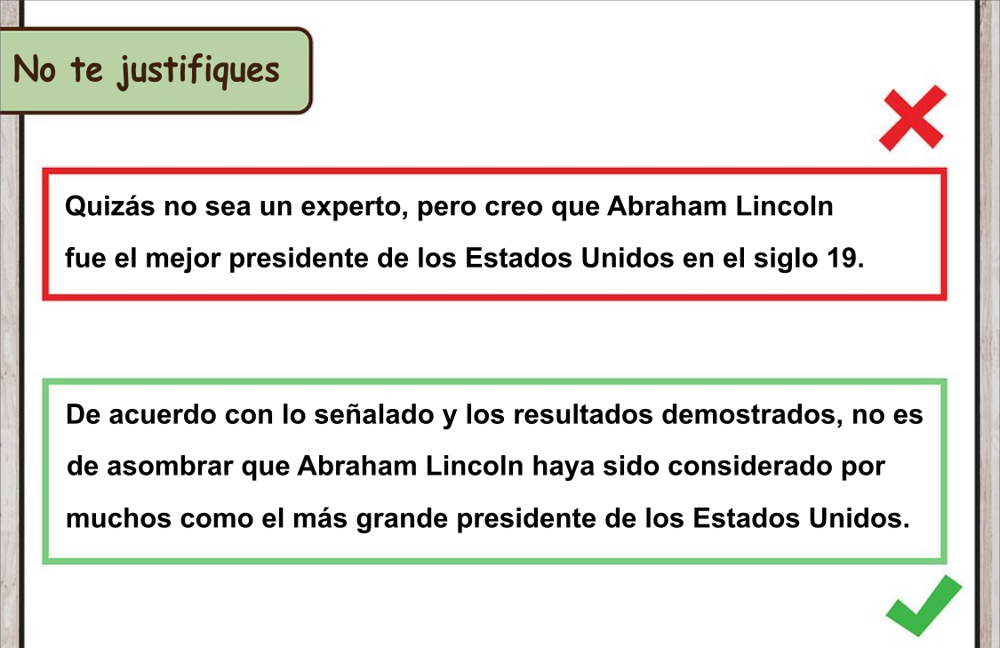 No te justifiques
Quizás no sea un experto, pero creo que Abraham Lincoln
fue el mejor presidente de los Estados Unidos en el siglo 19.
De acuerdo con lo señalado y los resultados demostrados, no es
de asombrar que Abraham Lincoln haya sido considerado por
muchos como el más grande presidente de los Estados Unidos.